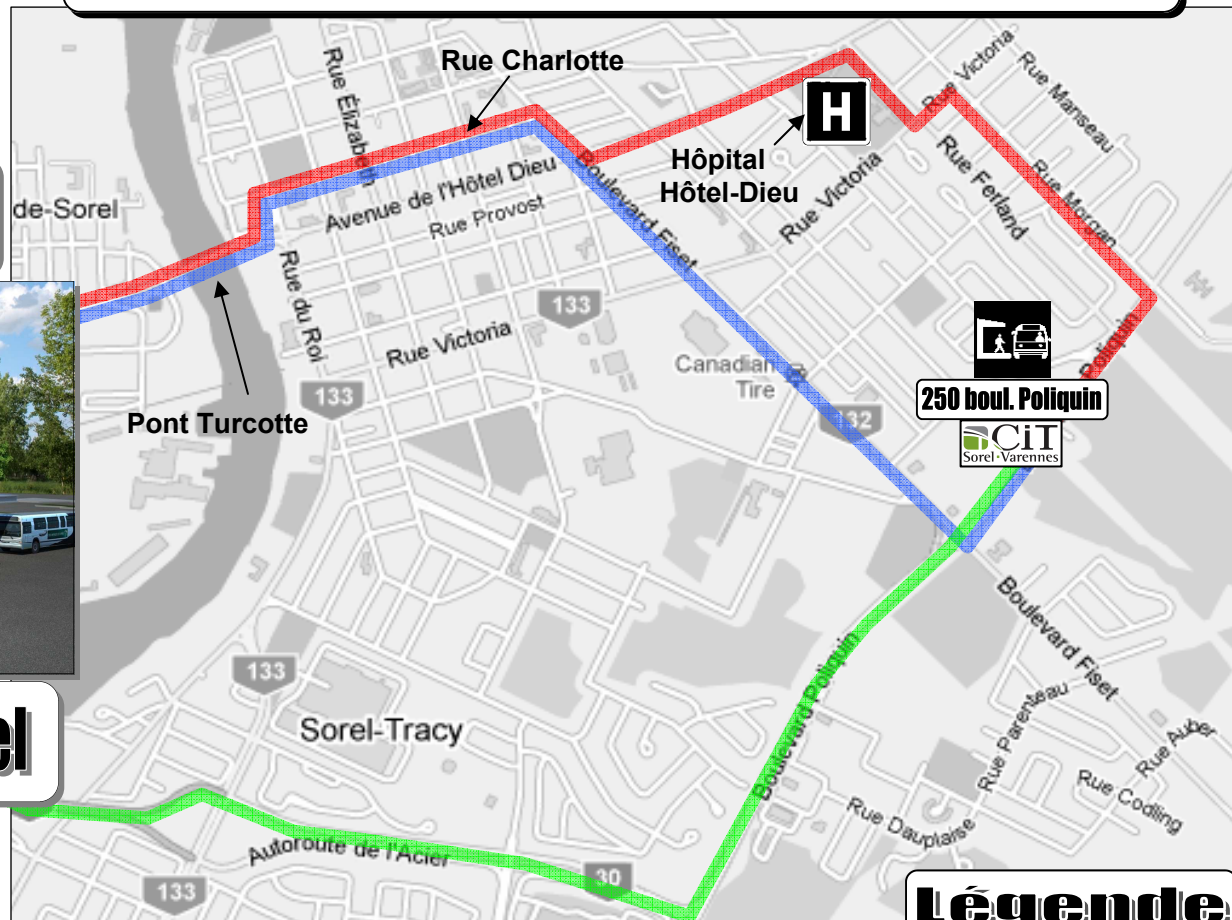 Rue Charlotte
Rue Élizabeth
Rue Victoria
Rue Manseau
Hôpital
Hôtel-Dieu
H
Rue Victoria
Rue Ferland
Rue Morgan
de-Sorel
Avenue de l'Hôtel Dieu
Rue Provost
Boulevard Fiset
Rue du Roi
133
Rue Victoria
Canadian
Tire
Poliquin
250 boul. Poliquin
CiT
Sorel·Varennes
133
Pont Turcotte
132
133
Sorel-Tracy
Boulevard Poliquin
Boulevard Fiset
Rue Parenteau
Rue Auber
Rue Codling
Rue Dauplaise
el
Autoroute de l'Acier
30
133
Légende